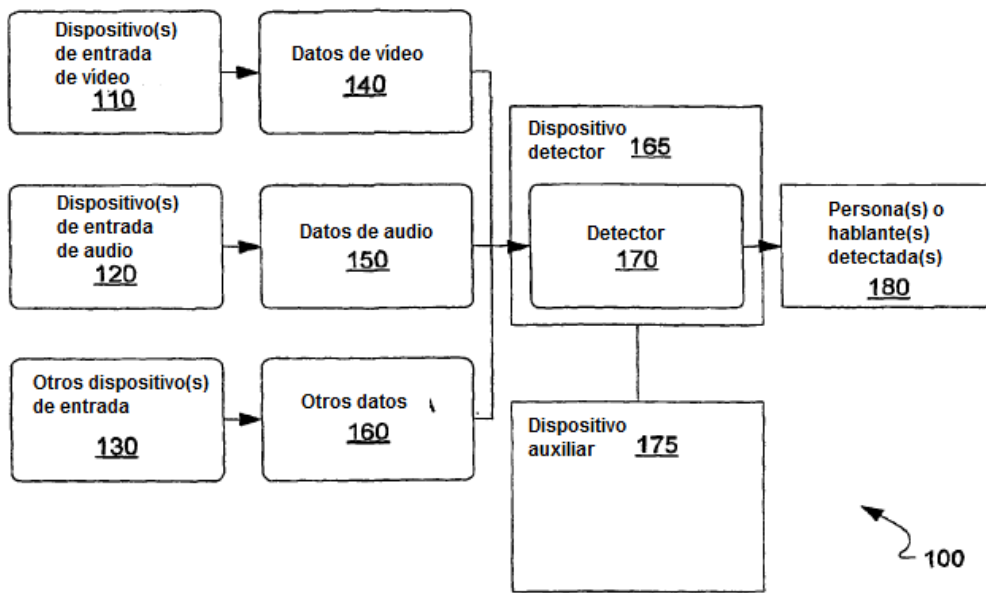 Dispositivo(s)
de entrada
de vídeo
110
Datos de vídeo
140
Dispositivo(s)
de entrada
de audio
120
Datos de audio
150
Otros dispositivo(s)
de entrada
130
Otros datos
160
Dispositivo
detector 165
Detector
170
Dispositivo
auxiliar 175
Persona(s) o
hablante(s)
detectada(s)
180
100